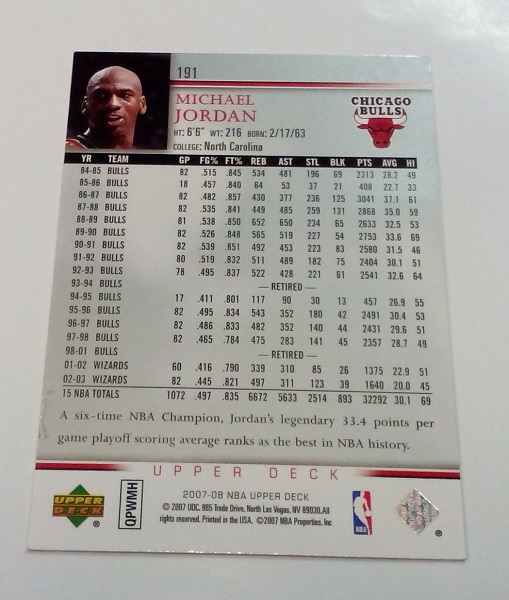 191
MICHAEL
JORDAN
CHICAGO
BULLS
HT: 6'6" WT: 216 BORN: 2/17/63
COLLEGE: North Carolina
YR TEAM GP FG% FT% REB AST STL BLK PTS AVG HI
84-85 BULLS 82 .515 .845 534 481 196 69 2313 28.2 49
85-86 BULLS 18 .457 .840 64 53 37 21 408 22.7 33
86-87 BULLS 82 .482 .857 430 377 236 125 3041 37.1 61
87-88 BULLS 82 .535 .841 449 485 259 131 2868 35.0 59
88-89 BULLS 81 .538 .850 652 650 234 65 2633 32.5 53
89-90 BULLS 82 .526 .848 565 519 227 54 2753 33.6 69
90-91 BULLS 82 .539 .851 492 453 223 83 2580 31.5 46
91-92 BULLS 80 .519 .832 511 489 182 75 2404 30.1 51
92-93 BULLS 78 .495 .837 522 428 221 61 2541 32.6 64
93-94 BULLS — RETIRED —
94-95 BULLS 17 .411 .801 117 90 30 13 457 26.9 55
95-96 BULLS 82 .495 .834 543 352 180 42 2491 30.4 53
96-97 BULLS 82 .486 .833 482 352 140 44 2431 29.6 51
97-98 BULLS 82 .465 .784 475 283 141 45 2357 28.7 49
98-01 BULLS — RETIRED —
01-02 WIZARDS 60 .416 .790 339 310 85 26 1375 22.9 51
02-03 WIZARDS 82 .445 .821 497 311 123 39 1640 20.0 45
15 NBA TOTALS 1072 .497 .835 6672 5633 2514 893 32292 30.1 69
A six-time NBA Champion, Jordan's legendary 33.4 points per
game playoff scoring average ranks as the best in NBA history.
UPPER DECK
2007-08 NBA UPPER DECK
© 2007 UDC, 985 Trade Drive, North Las Vegas, NV 89030. All
rights reserved. Printed in the USA. ©2007 NBA Properties, Inc
UPPER
DECK
®
QPWMH
NBA
®